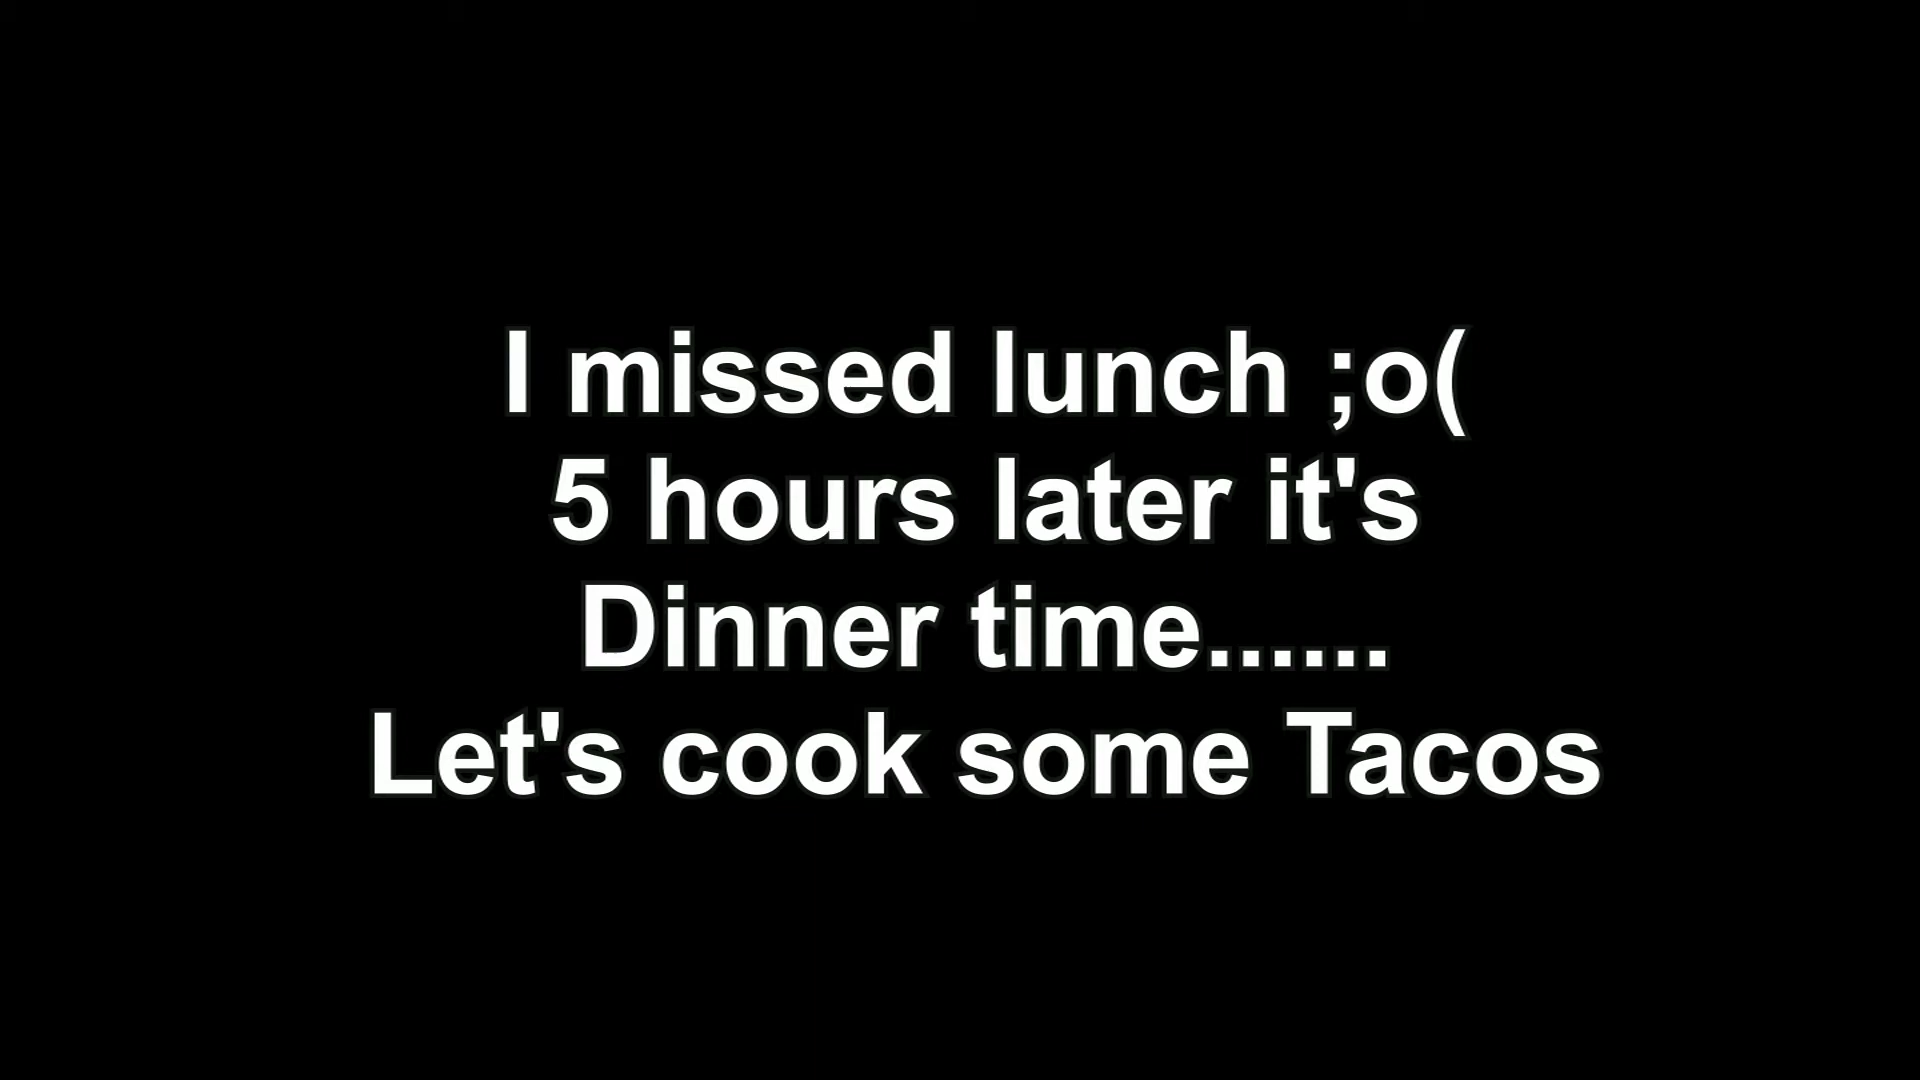 I missed lunch ;o(
5 hours later it's
Dinner time......
Let's cook some Tacos